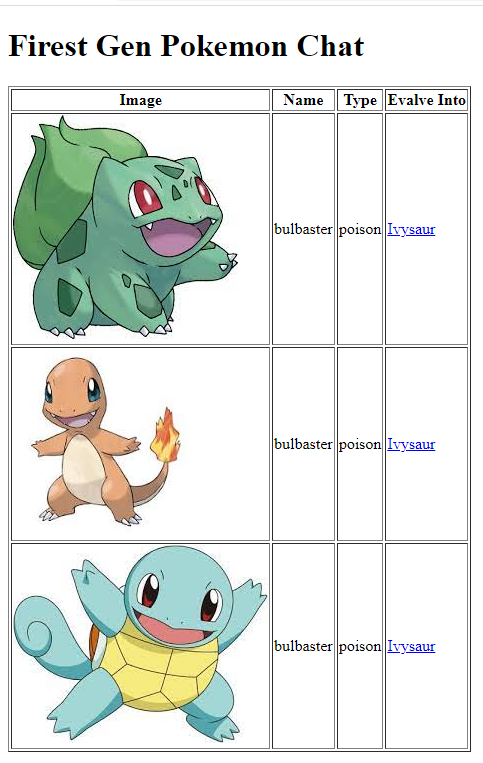 Firest Gen Pokemon Chat
Image Name Type Evalve Into
bulbaster poison Ivysaur
bulbaster poison Ivysaur
bulbaster poison Ivysaur